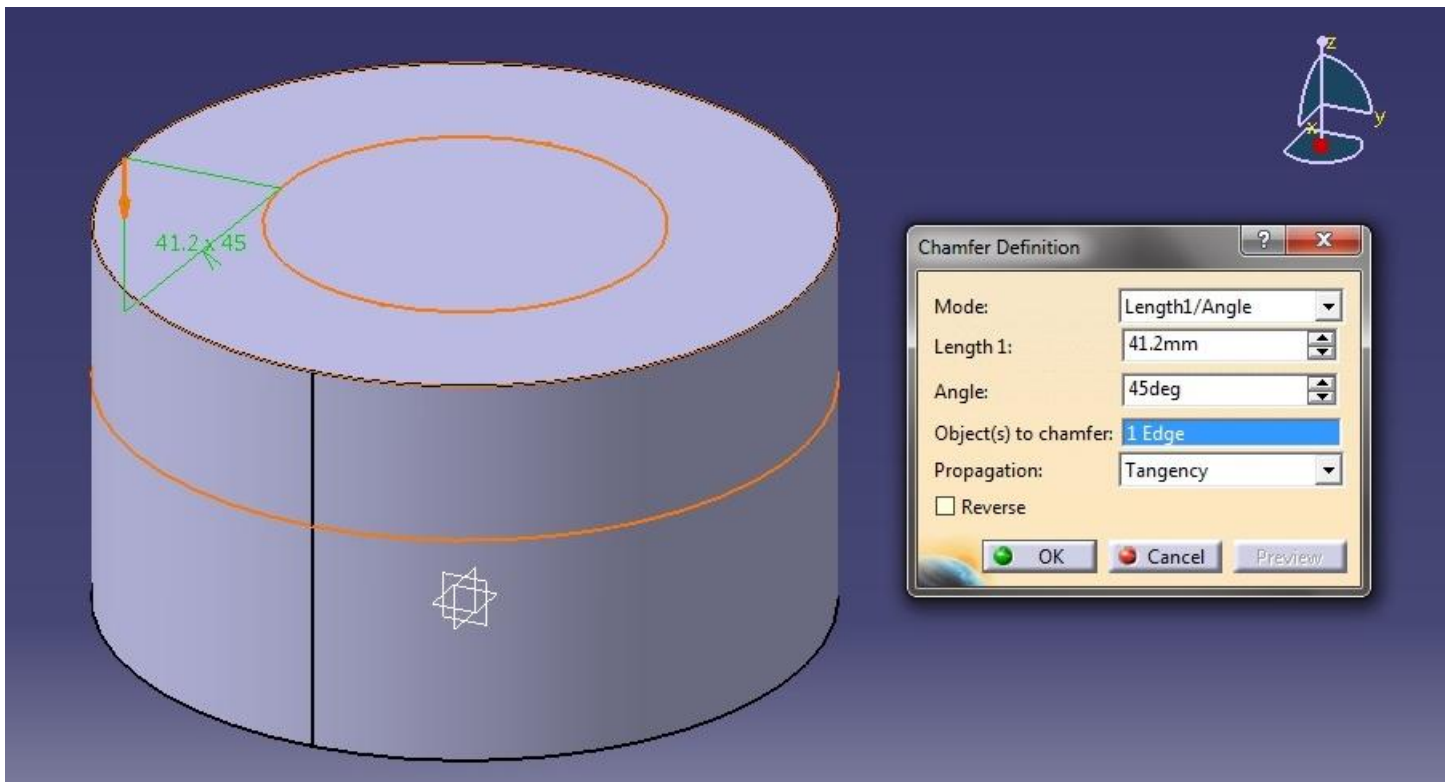 z
y
x
41.2 x 45
Chamfer Definition
?
X
Mode: Length1/Angle
Length 1: 41.2mm
Angle: 45deg
Object(s) to chamfer: 1 Edge
Propagation: Tangency
Reverse
OK Cancel Preview